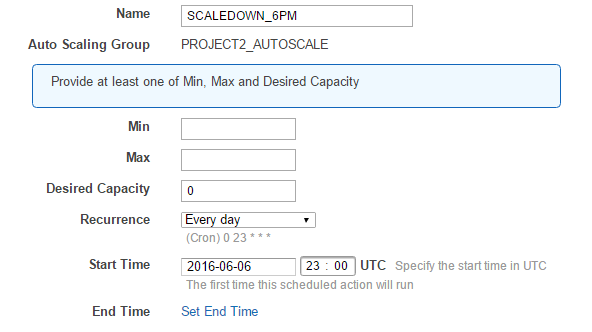 Name SCALEDOWN_6PM
Auto Scaling Group PROJECT2_AUTOSCALE
Provide at least one of Min, Max and Desired Capacity
Min
Max
Desired Capacity 0
Recurrence Every day
(Cron) 0 23 * * *
Start Time 2016-06-06 23 : 00 UTC Specify the start time in UTC
The first time this scheduled action will run
End Time Set End Time